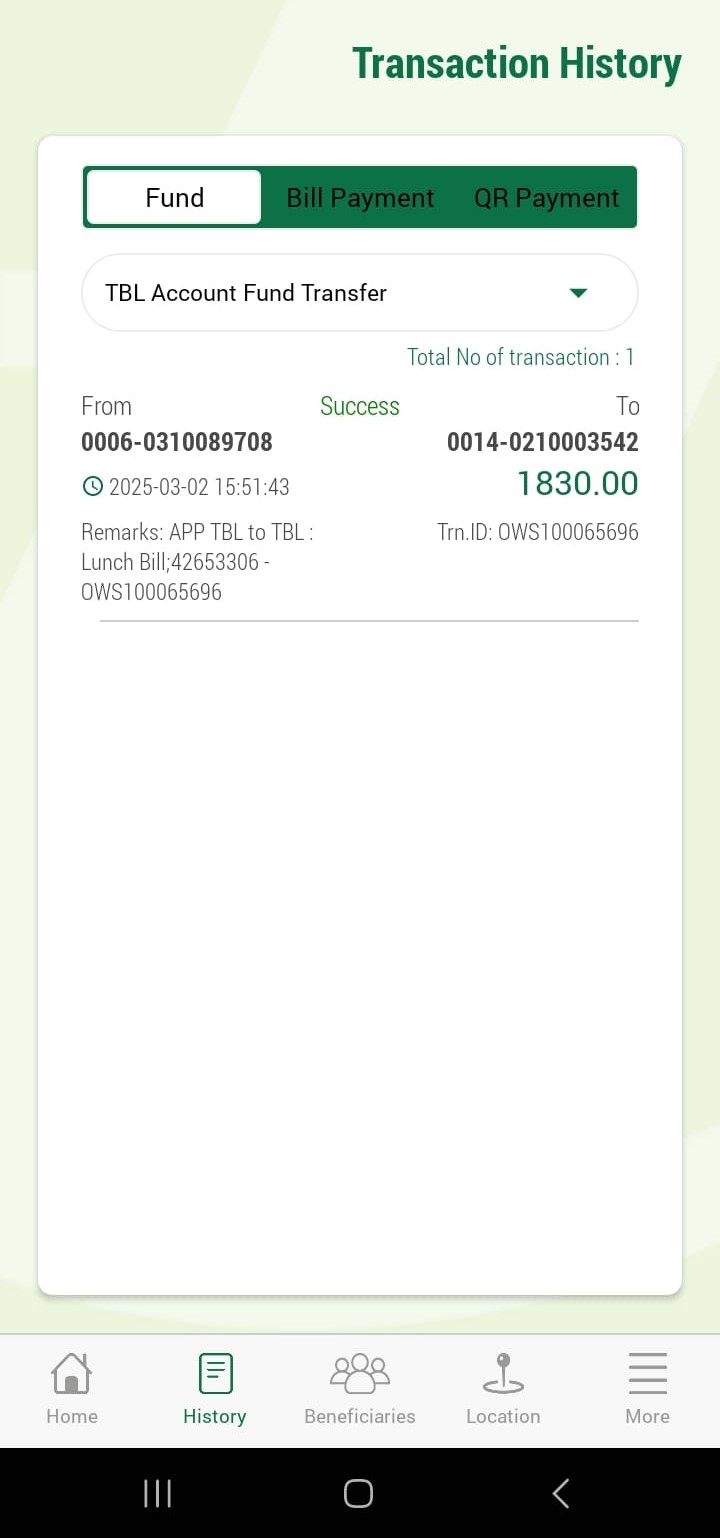 Transaction History
Fund Bill Payment QR Payment
TBL Account Fund Transfer
Total No of transaction : 1
From Success To
0006-0310089708 0014-0210003542
2025-03-02 15:51:43 1830.00
Remarks: APP TBL to TBL : Trn.ID: OWS100065696
Lunch Bill;42653306 -
OWS100065696
Home History Beneficiaries Location More